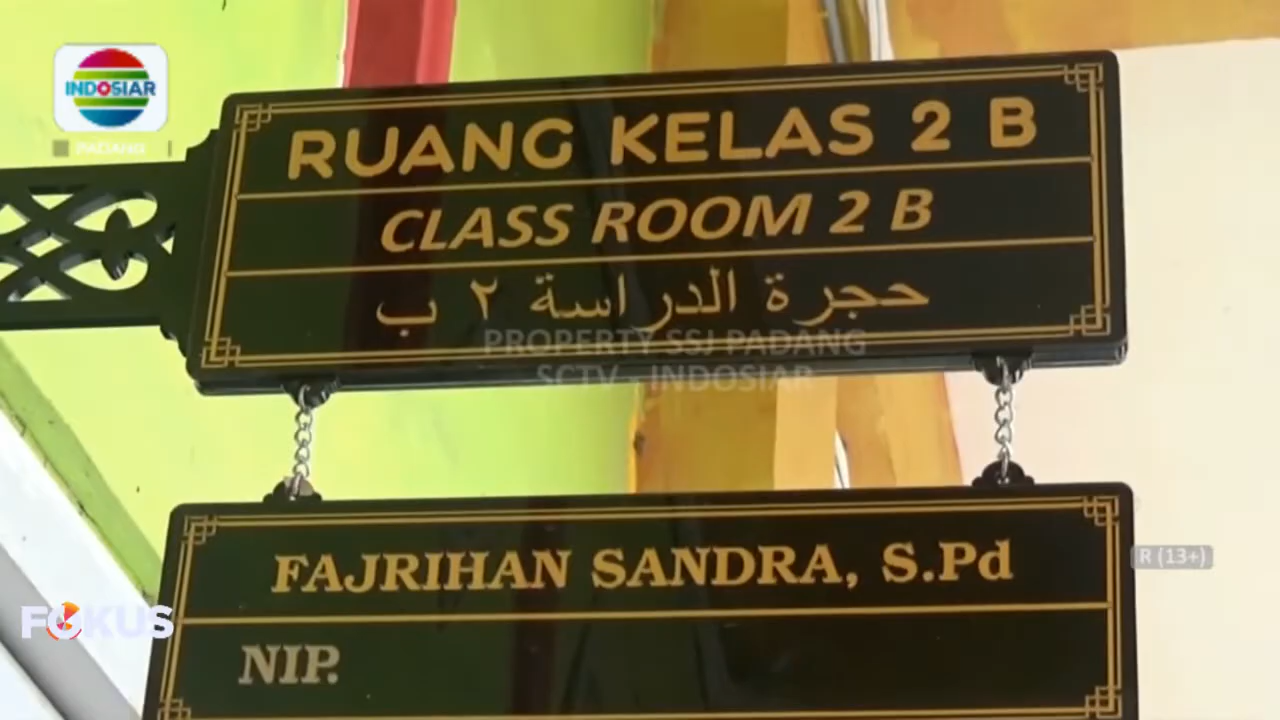 INDOSIAR
PADANG
RUANG KELAS 2 B
CLASS ROOM 2 B
حجرة الدراسة ٢ ب
PROPERTY SSJ PADANG
SCTV - INDOSIAR
FAJRIHAN SANDRA, S.Pd
R (13+)
FOKUS
NIP.